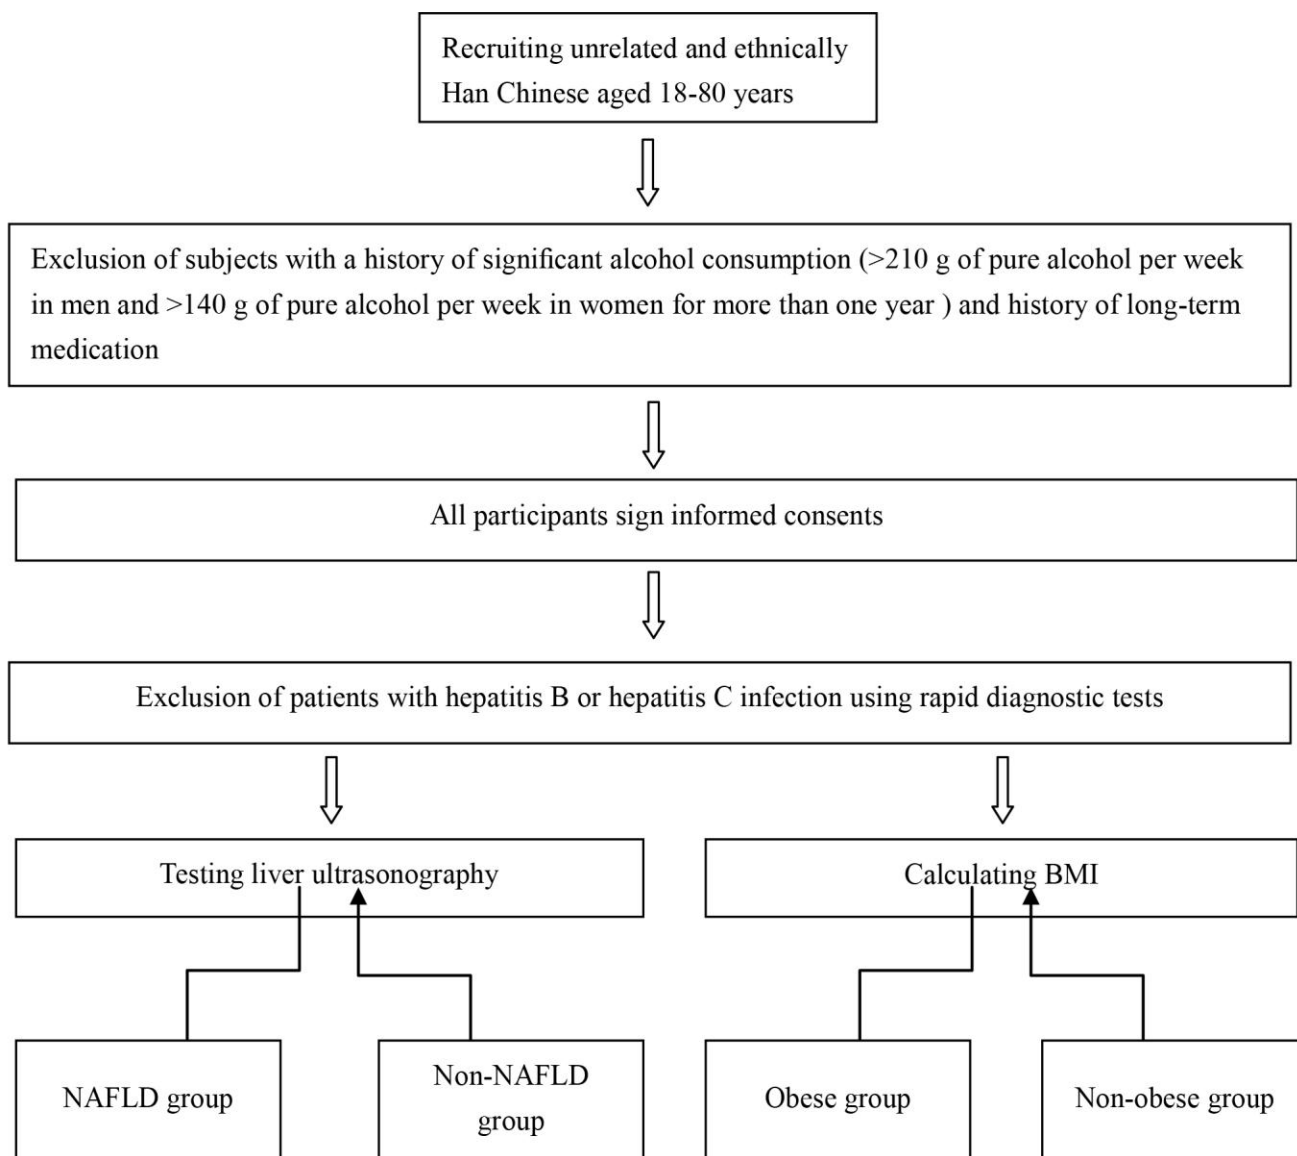 Recruiting unrelated and ethnically
Han Chinese aged 18-80 years
Exclusion of subjects with a history of significant alcohol consumption (>210 g of pure alcohol per week
in men and >140 g of pure alcohol per week in women for more than one year ) and history of long-term
medication
All participants sign informed consents
Exclusion of patients with hepatitis B or hepatitis C infection using rapid diagnostic tests
Testing liver ultrasonography
Calculating BMI
NAFLD group
Non-NAFLD
group
Obese group
Non-obese group